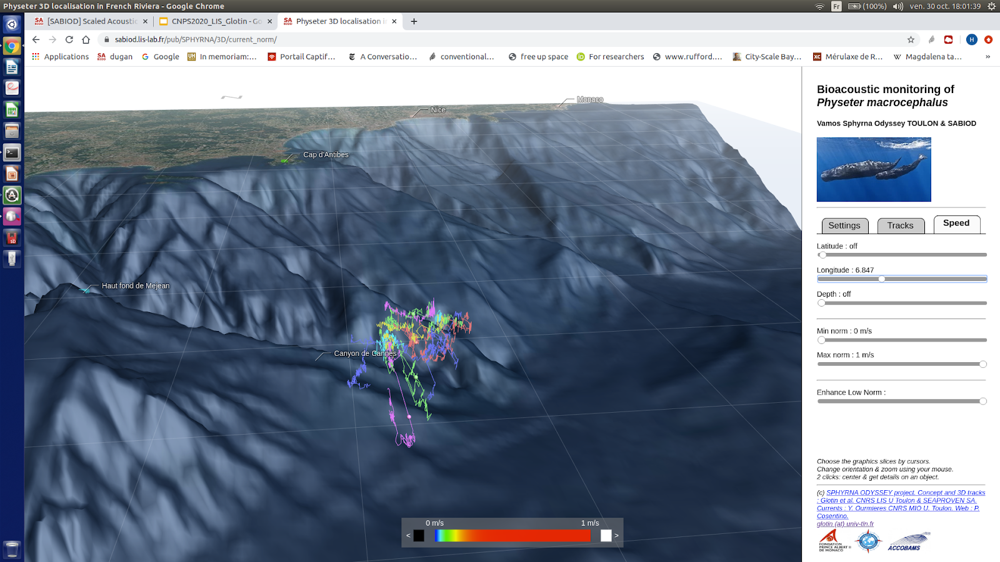 Physeter 3D localisation in French Riviera - Google Chrome
Fr (100%) ven. 30 oct. 18:01:39
[SABIOD] Scaled Acoustic
CNPS2020_LIS_Glotin - Go
Physeter 3D localisation in
sabiod.lis-lab.fr/pub/SPHYRNA/3D/current_norm/
H
Applications
SA BIOD dugan
Google
UH In memoriam:...
Portail Captif...
A Conversatio...
conventional...
free up space
For researchers
www.rufford....
City-Scale Bay...
XC Mérulaxe de R...
W Magdalena ta...
»
Monaco
Nice
Cap d'Antibes
Haut fond de Mejean
Canyon de Cannes
0 m/s 1 m/s
< >
Bioacoustic monitoring of
Physeter macrocephalus
Vamos Sphyrna Odyssey TOULON & SABIOD
Settings Tracks Speed
Latitude : off
Longitude : 6.847
Depth : off
Min norm : 0 m/s
Max norm : 1 m/s
Enhance Low Norm :
Choose the graphics slices by cursors.
Change orientation & zoom using your mouse.
2 clicks: center & get details on an object.
(c) SPHYRNA ODYSSEY project. Concept and 3D tracks
: Glotin et al. CNRS LIS U Toulon & SEAPROVEN SA.
Currents : Y. Ourmieres CNRS MIO U. Toulon. Web : P.
Cosentino.
glotin (at) univ-tln.fr
FONDATION
PRINCE ALBERT II
DE MONACO
ACCOBAMS